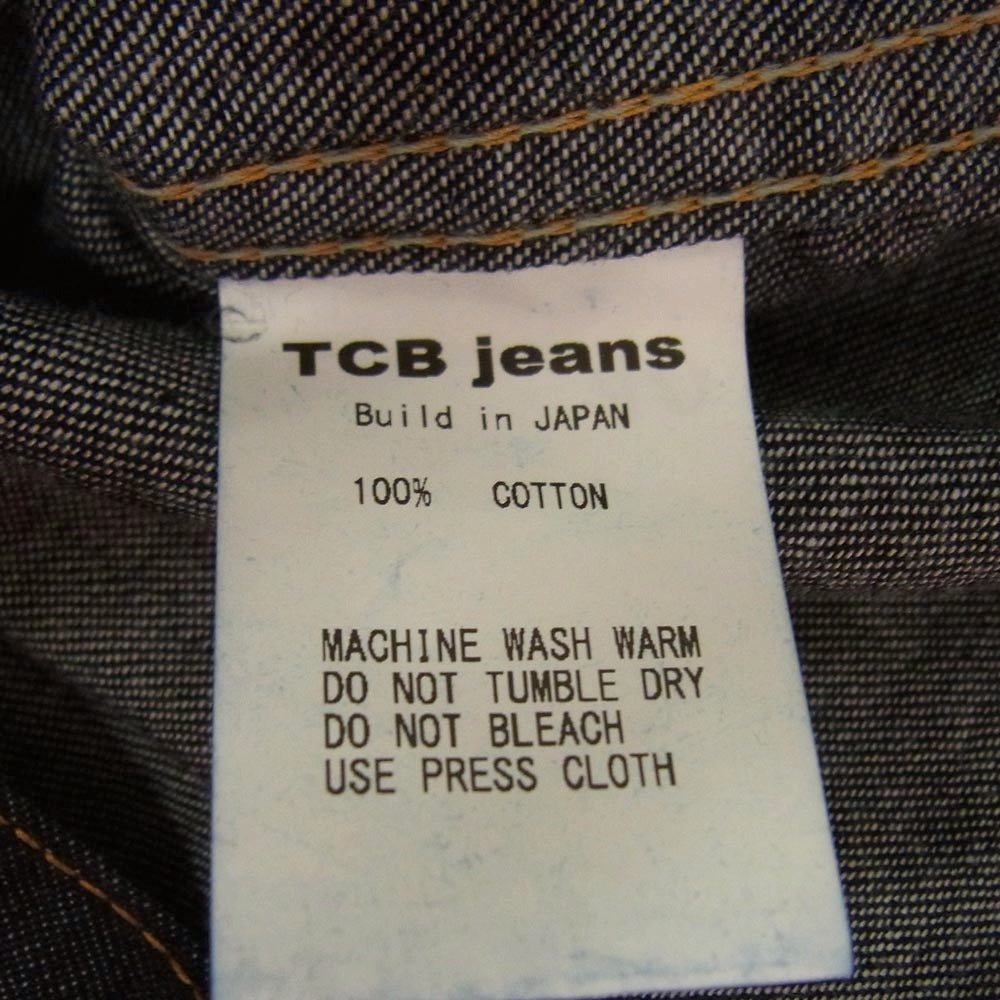 TCB jeans
Build in JAPAN
100% COTTON
MACHINE WASH WARM
DO NOT TUMBLE DRY
DO NOT BLEACH
USE PRESS CLOTH